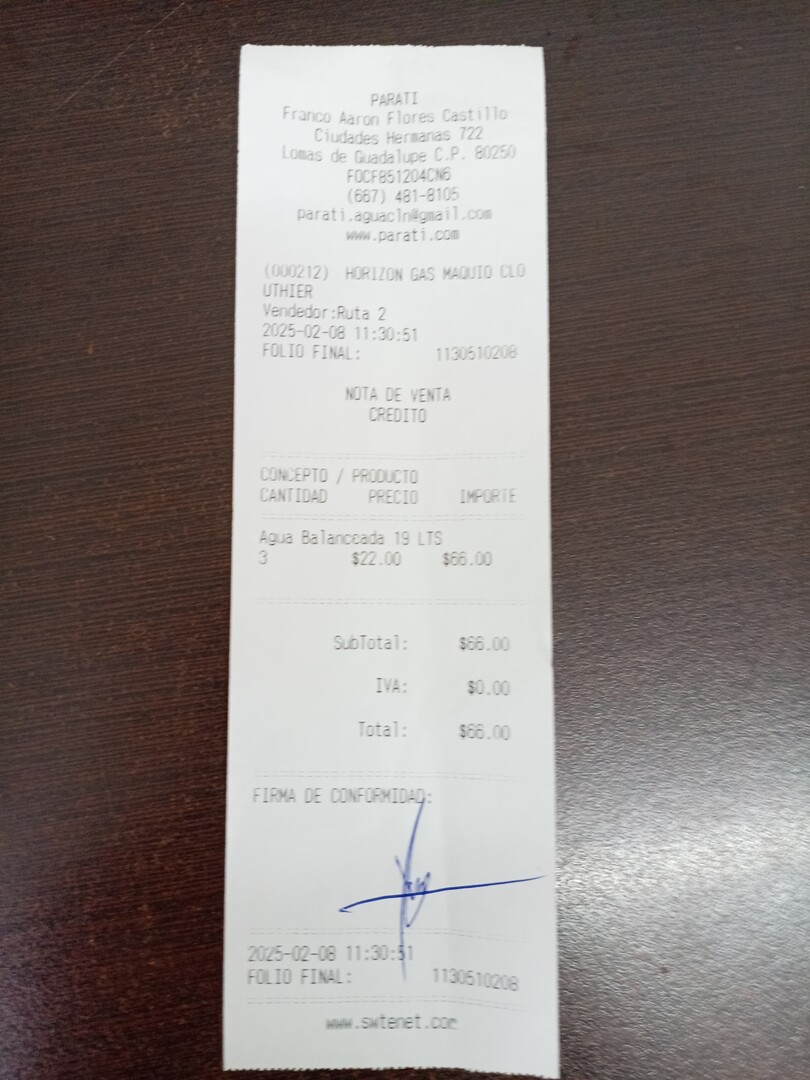 PARATI
Franco Aaron Flores Castillo
Ciudades Hermanas 722
Lomas de Guadalupe C.P. 80250
FOCF851204CN6
(667) 481-8105
parati.aguacln@gmail.com
www.parati.com
(000212) HORIZON GAS MAQUIO CLO
UTHIER
Vendedor:Ruta 2
2025-02-08 11:30:51
FOLIO FINAL: 1130510208
NOTA DE VENTA
CREDITO
CONCEPTO / PRODUCTO
CANTIDAD PRECIO IMPORTE
Agua Balanceada 19 LTS
3 $22.00 $66.00
SubTotal: $66.00
IVA: $0.00
Total: $66.00
FIRMA DE CONFORMIDAD:
2025-02-08 11:30:51
FOLIO FINAL: 1130510208
www.swtenet.com